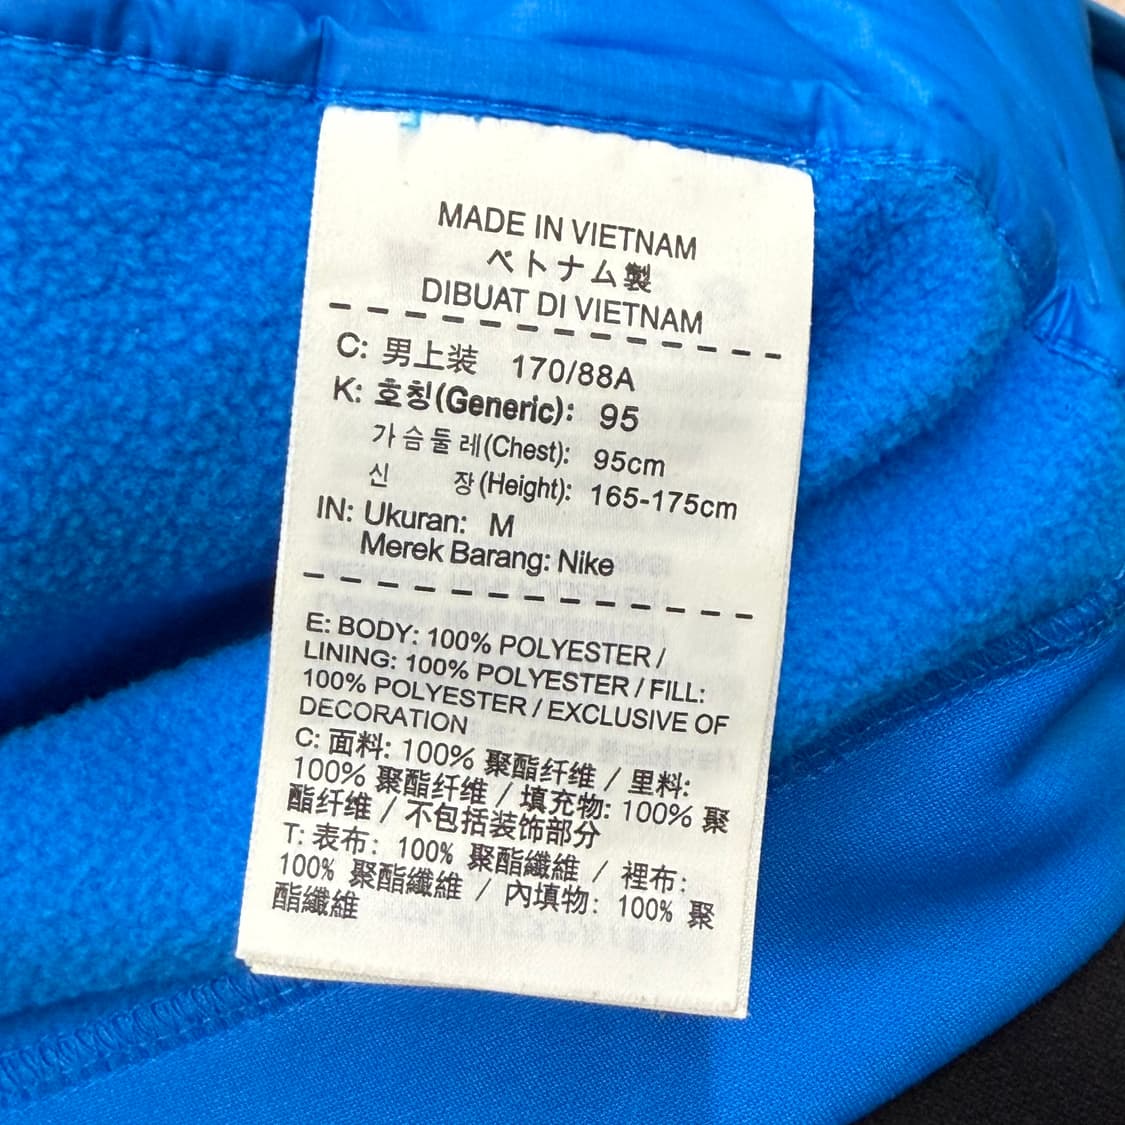 MADE IN VIETNAM
ベトナム製
DIBUAT DI VIETNAM
C: 男上装 170/88A
K: 호칭(Generic): 95
가슴둘레(Chest): 95cm
신 장(Height): 165-175cm
IN: Ukuran: M
Merek Barang: Nike
E: BODY: 100% POLYESTER /
LINING: 100% POLYESTER / FILL:
100% POLYESTER / EXCLUSIVE OF
DECORATION
C: 面料: 100% 聚酯纤维 / 里料:
100% 聚酯纤维 / 填充物: 100% 聚
酯纤维 / 不包括装饰部分
T: 表布: 100% 聚酯纖維 / 裡布:
100% 聚酯纖維 / 內填物: 100% 聚
酯纖維